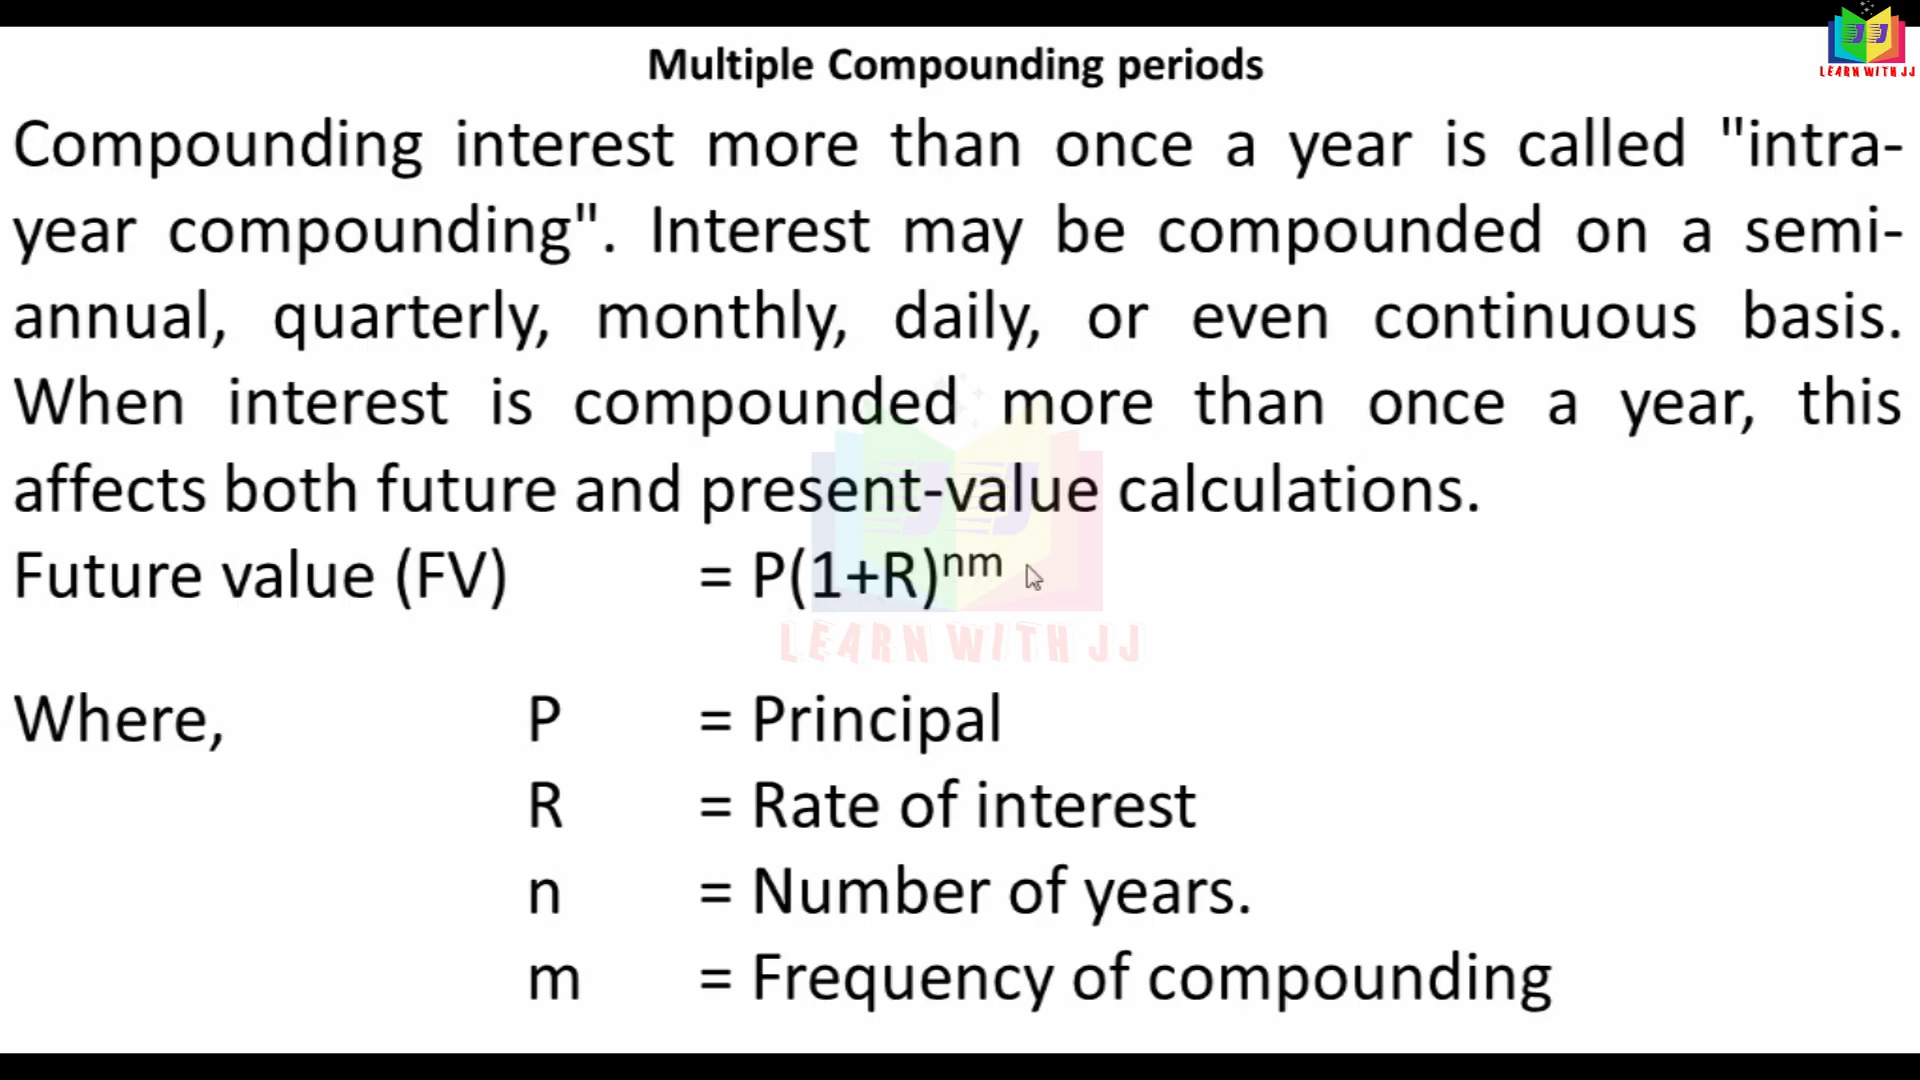 Multiple Compounding periods
LEARN WITH JJ
Compounding interest more than once a year is called "intra-
year compounding". Interest may be compounded on a semi-
annual, quarterly, monthly, daily, or even continuous basis.
When interest is compounded more than once a year, this
affects both future and present-value calculations.
Future value (FV) = P(1+R)ⁿᵐ
LEARN WITH JJ
Where, P = Principal
R = Rate of interest
n = Number of years.
m = Frequency of compounding